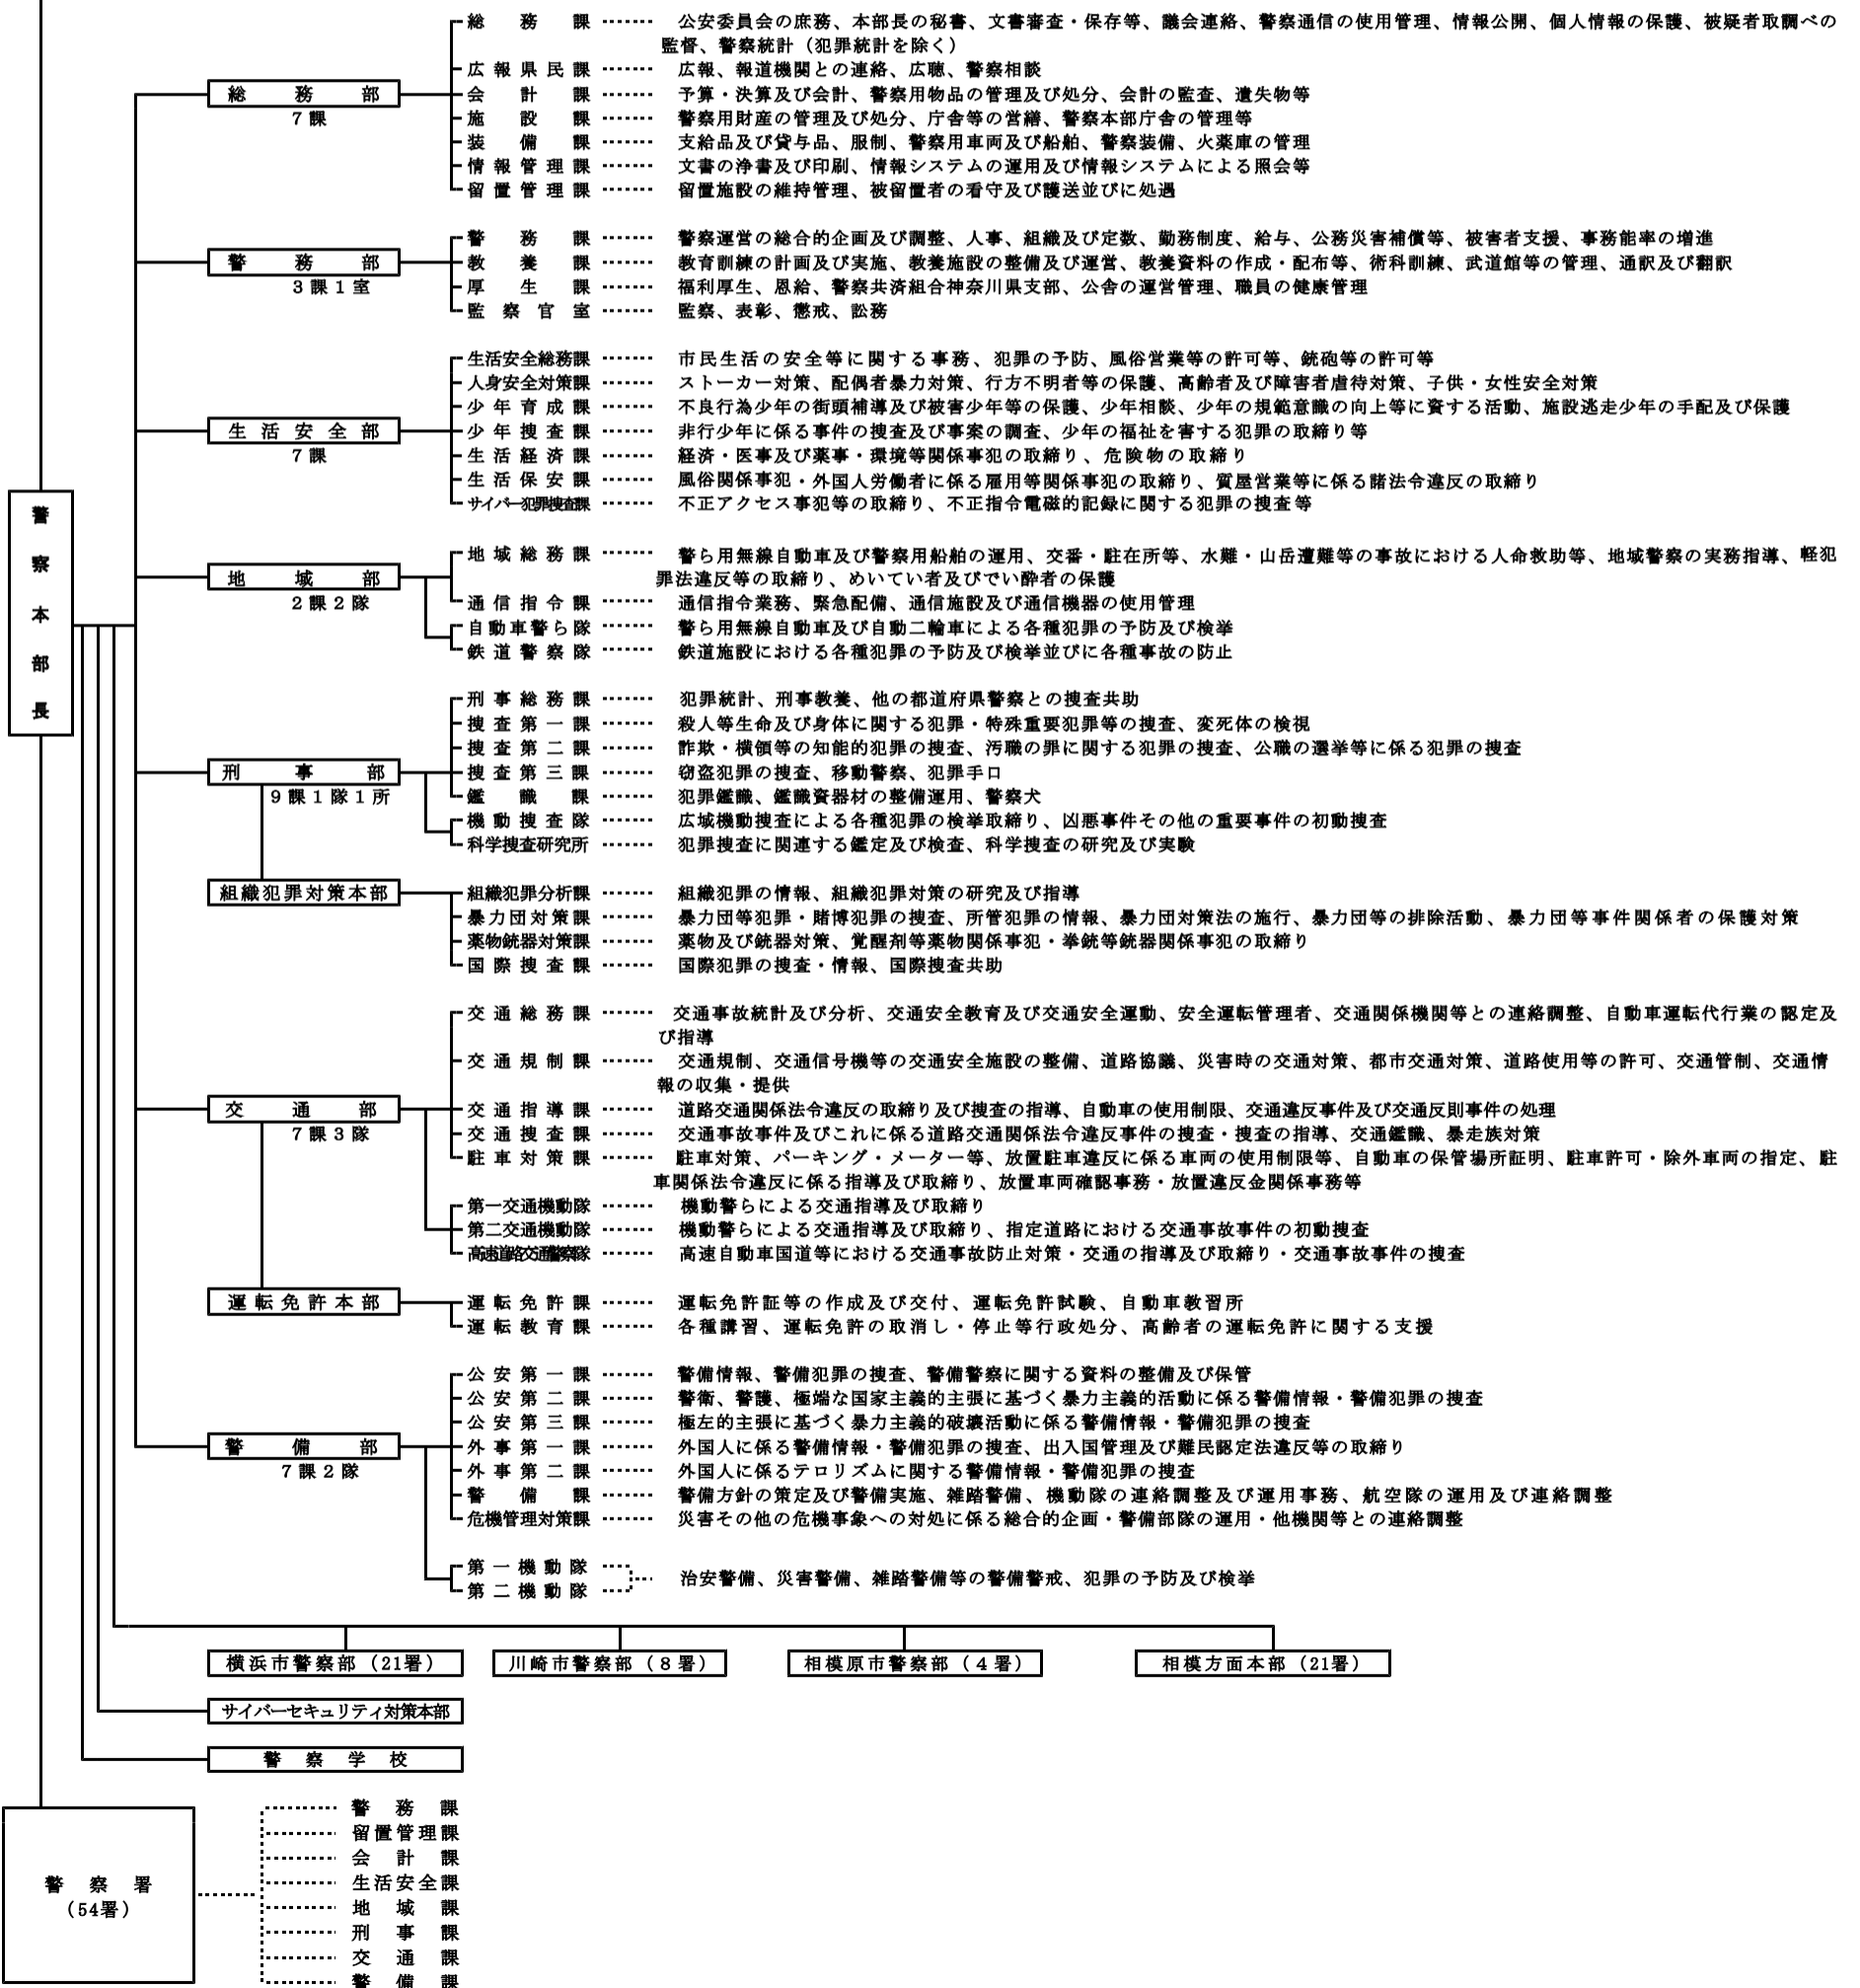 総務課 公安委員会の庶務、本部長の秘書、文書審査・保存等、議会連絡、警察通信の使用管理、情報公開、個人情報の保護、被疑者取調べの
監督、警察統計（犯罪統計を除く）
広報県民課 広報、報道機関との連絡、広聴、警察相談
総務部 会計課 予算・決算及び会計、警察用物品の管理及び処分、会計の監査、遺失物等
７課 施設課 警察用財産の管理及び処分、庁舎等の営繕、警察本部庁舎の管理等
装備課 支給品及び貸与品、服制、警察用車両及び船舶、警察装備、火薬庫の管理
情報管理課 文書の浄書及び印刷、情報システムの運用及び情報システムによる照会等
留置管理課 留置施設の維持管理、被留置者の看守及び護送並びに処遇
警務課 警察運営の総合的企画及び調整、人事、組織及び定数、勤務制度、給与、公務災害補償等、被害者支援、事務能率の増進
警務部 教養課 教育訓練の計画及び実施、教養施設の整備及び運営、教養資料の作成・配布等、術科訓練、武道館等の管理、通訳及び翻訳
３課１室 厚生課 福利厚生、恩給、警察共済組合神奈川県支部、公舎の運営管理、職員の健康管理
監察官室 監察、表彰、懲戒、訟務
生活安全総務課 市民生活の安全等に関する事務、犯罪の予防、風俗営業等の許可等、銃砲等の許可等
人身安全対策課 ストーカー対策、配偶者暴力対策、行方不明者等の保護、高齢者及び障害者虐待対策、子供・女性安全対策
少年育成課 不良行為少年の街頭補導及び被害少年等の保護、少年相談、少年の規範意識の向上等に資する活動、施設逃走少年の手配及び保護
生活安全部 少年捜査課 非行少年に係る事件の捜査及び事案の調査、少年の福祉を害する犯罪の取締り等
７課 生活経済課 経済・医事及び薬事・環境等関係事犯の取締り、危険物の取締り
生活保安課 風俗関係事犯・外国人労働者に係る雇用等関係事犯の取締り、質屋営業等に係る諸法令違反の取締り
サイバー犯罪捜査課 不正アクセス事犯等の取締り、不正指令電磁的記録に関する犯罪の捜査等
警察本部長
地域総務課 警ら用無線自動車及び警察用船舶の運用、交番・駐在所等、水難・山岳遭難等の事故における人命救助等、地域警察の実務指導、軽犯
地域部 罪法違反等の取締り、めいてい者及びでい酔者の保護
２課２隊 通信指令課 通信指令業務、緊急配備、通信施設及び通信機器の使用管理
自動車警ら隊 警ら用無線自動車及び自動二輪車による各種犯罪の予防及び検挙
鉄道警察隊 鉄道施設における各種犯罪の予防及び検挙並びに各種事故の防止
刑事総務課 犯罪統計、刑事教養、他の都道府県警察との捜査共助
捜査第一課 殺人等生命及び身体に関する犯罪・特殊重要犯罪等の捜査、変死体の検視
捜査第二課 詐欺・横領等の知能的犯罪の捜査、汚職の罪に関する犯罪の捜査、公職の選挙等に係る犯罪の捜査
刑事部 捜査第三課 窃盗犯罪の捜査、移動警察、犯罪手口
９課１隊１所 鑑識課 犯罪鑑識、鑑識資器材の整備運用、警察犬
機動捜査隊 広域機動捜査による各種犯罪の検挙取締り、凶悪事件その他の重要事件の初動捜査
科学捜査研究所 犯罪捜査に関連する鑑定及び検査、科学捜査の研究及び実験
組織犯罪対策本部 組織犯罪分析課 組織犯罪の情報、組織犯罪対策の研究及び指導
暴力団対策課 暴力団等犯罪・賭博犯罪の捜査、所管犯罪の情報、暴力団対策法の施行、暴力団等の排除活動、暴力団等事件関係者の保護対策
薬物銃器対策課 薬物及び銃器対策、覚醒剤等薬物関係事犯・拳銃等銃器関係事犯の取締り
国際捜査課 国際犯罪の捜査・情報、国際捜査共助
交通総務課 交通事故統計及び分析、交通安全教育及び交通安全運動、安全運転管理者、交通関係機関等との連絡調整、自動車運転代行業の認定及
び指導
交通規制課 交通規制、交通信号機等の交通安全施設の整備、道路協議、災害時の交通対策、都市交通対策、道路使用等の許可、交通管制、交通情
報の収集・提供
交通部 交通指導課 道路交通関係法令違反の取締り及び捜査の指導、自動車の使用制限、交通違反事件及び交通反則事件の処理
７課３隊 交通捜査課 交通事故事件及びこれに係る道路交通関係法令違反事件の捜査・捜査の指導、交通鑑識、暴走族対策
駐車対策課 駐車対策、パーキング・メーター等、放置駐車違反に係る車両の使用制限等、自動車の保管場所証明、駐車許可・除外車両の指定、駐
車関係法令違反に係る指導及び取締り、放置車両確認事務・放置違反金関係事務等
第一交通機動隊 機動警らによる交通指導及び取締り
第二交通機動隊 機動警らによる交通指導及び取締り、指定道路における交通事故事件の初動捜査
高速道路交通警察隊 高速自動車国道等における交通事故防止対策・交通の指導及び取締り・交通事故事件の捜査
運転免許本部 運転免許課 運転免許証等の作成及び交付、運転免許試験、自動車教習所
運転教育課 各種講習、運転免許の取消し・停止等行政処分、高齢者の運転免許に関する支援
公安第一課 警備情報、警備犯罪の捜査、警備警察に関する資料の整備及び保管
公安第二課 警衛、警護、極端な国家主義的主張に基づく暴力主義的活動に係る警備情報・警備犯罪の捜査
公安第三課 極左的主張に基づく暴力主義的破壊活動に係る警備情報・警備犯罪の捜査
警備部 外事第一課 外国人に係る警備情報・警備犯罪の捜査、出入国管理及び難民認定法違反等の取締り
７課２隊 外事第二課 外国人に係るテロリズムに関する警備情報・警備犯罪の捜査
警備課 警備方針の策定及び警備実施、雑踏警備、機動隊の連絡調整及び運用事務、航空隊の運用及び連絡調整
危機管理対策課 災害その他の危機事象への対処に係る総合的企画・警備部隊の運用・他機関等との連絡調整
第一機動隊
治安警備、災害警備、雑踏警備等の警備警戒、犯罪の予防及び検挙
第二機動隊
横浜市警察部（21署） 川崎市警察部（８署） 相模原市警察部（４署） 相模方面本部（21署）
サイバーセキュリティ対策本部
警察学校
警務課
留置管理課
会計課
警察署 生活安全課
（54署） 地域課
刑事課
交通課
警備課